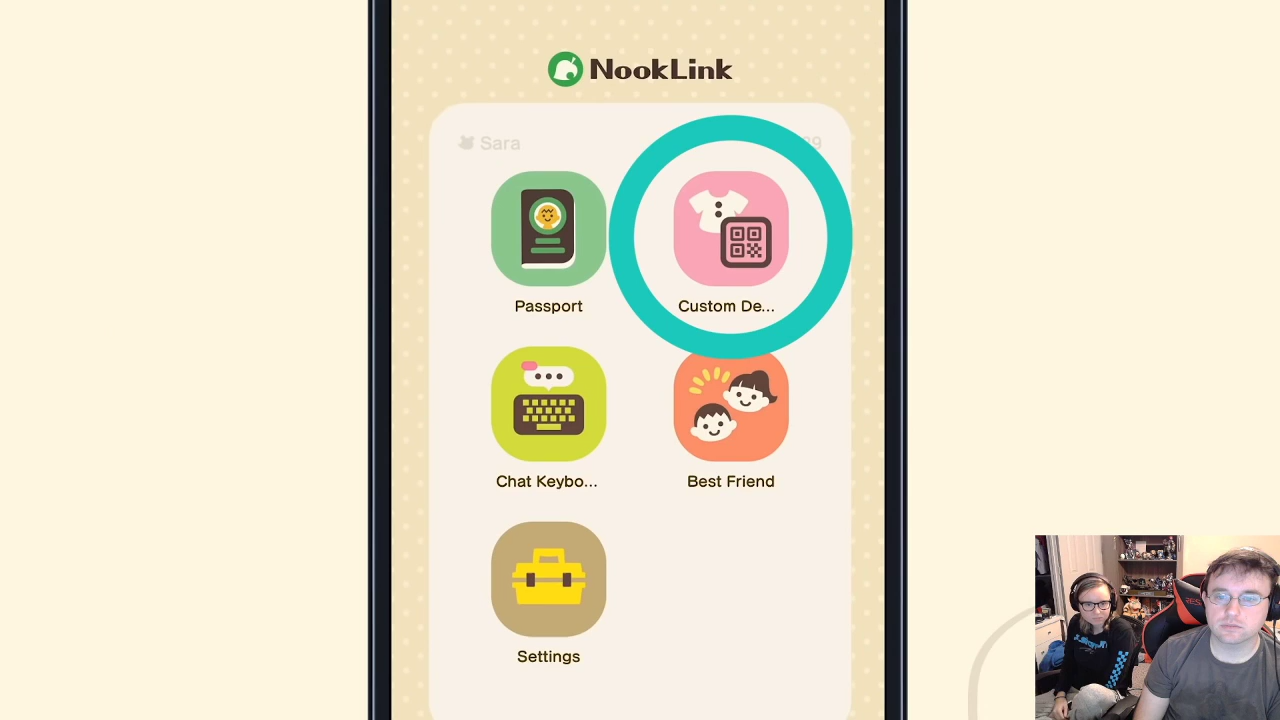 NookLink
Sara
Passport
Custom De...
Chat Keybo...
Best Friend
Settings